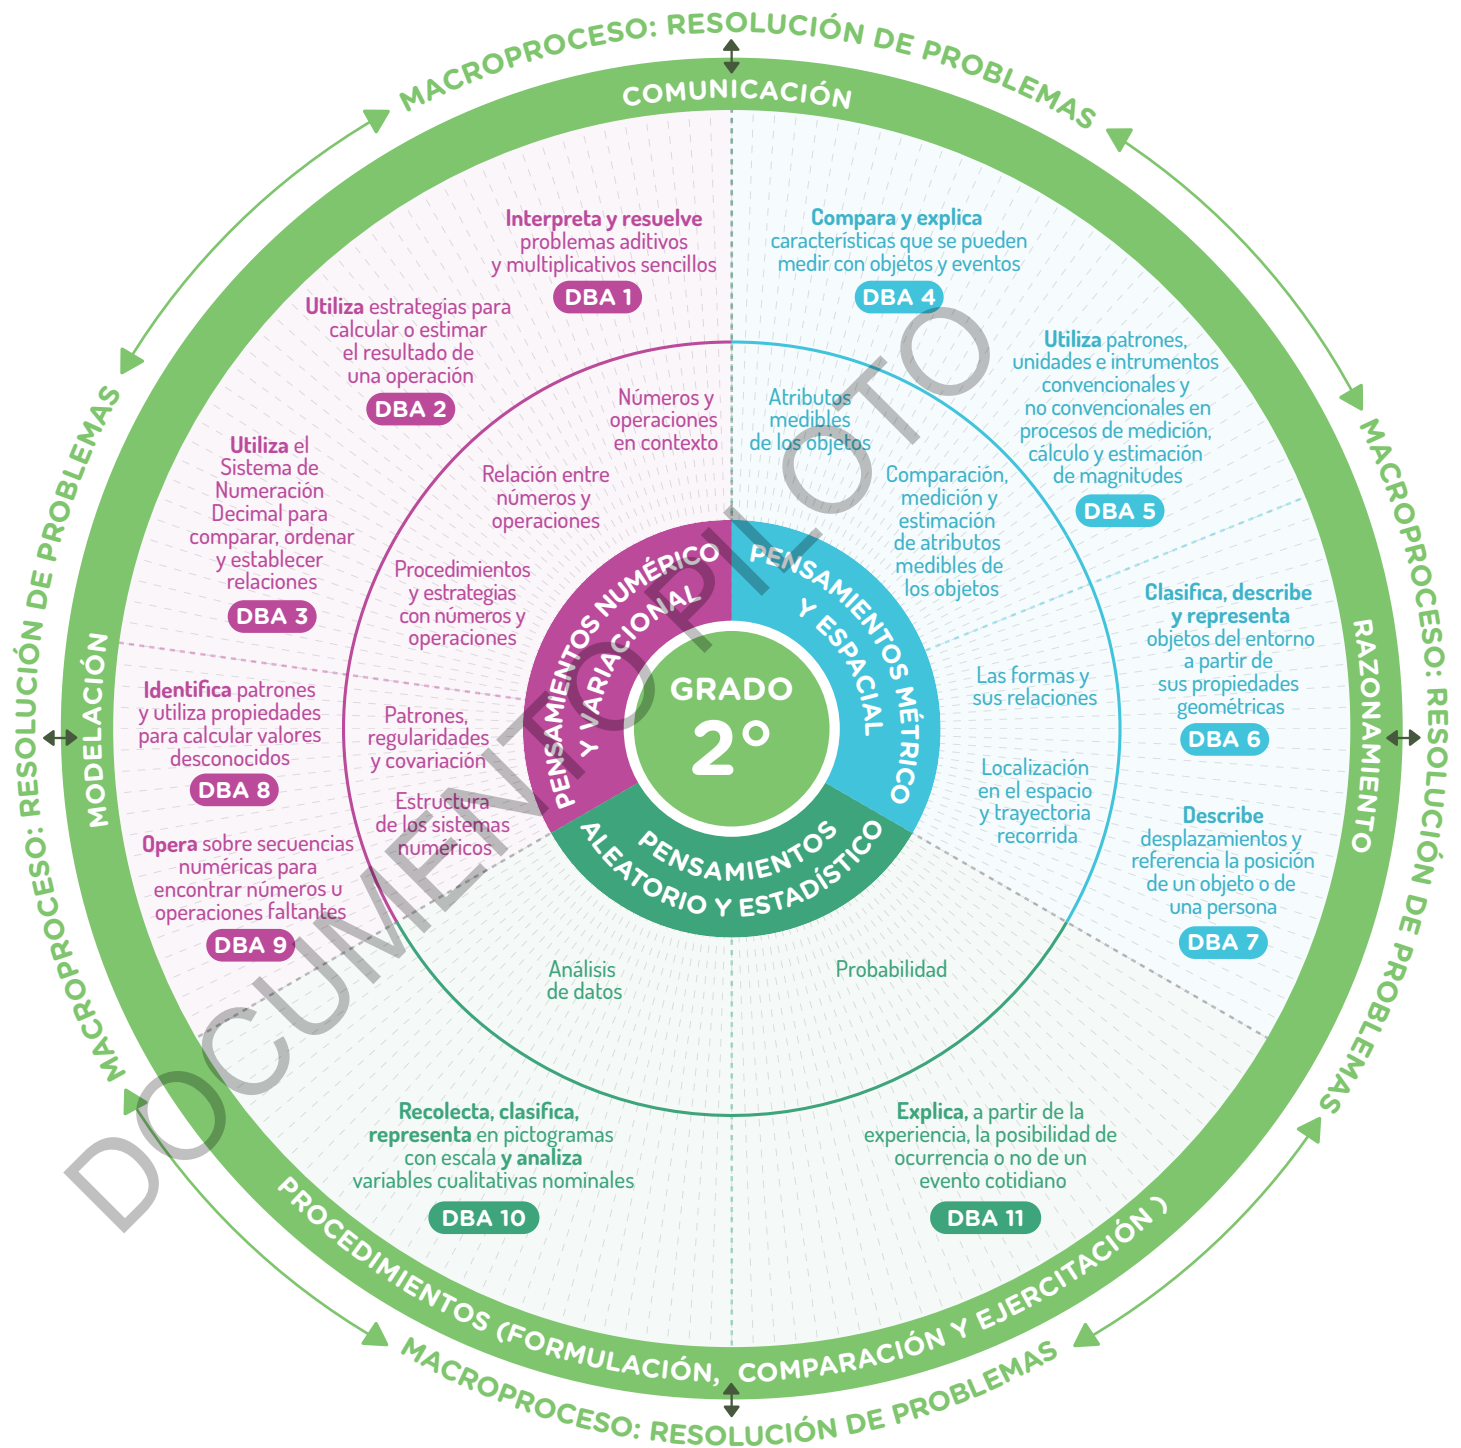 MACROPROCESO: RESOLUCIÓN DE PROBLEMAS
COMUNICACIÓN
Interpreta y resuelve
problemas aditivos
y multiplicativos sencillos
DBA 1
Utiliza estrategias para
calcular o estimar
el resultado de
una operación
DBA 2
Utiliza el
Sistema de
Numeración
Decimal para
comparar, ordenar
y establecer
relaciones
DBA 3
Identifica patrones
y utiliza propiedades
para calcular valores
desconocidos
DBA 8
Opera sobre secuencias
numéricas para
encontrar números u
operaciones faltantes
DBA 9
Números y
operaciones
en contexto
Relación entre
números y
operaciones
Procedimientos
y estrategias
con números y
operaciones
Patrones,
regularidades
y covariación
Estructura
de los sistemas
numéricos
Compara y explica
características que se pueden
medir con objetos y eventos
DBA 4
Utiliza patrones,
unidades e intrumentos
convencionales y
no convencionales en
procesos de medición,
cálculo y estimación
de magnitudes
DBA 5
Clasifica, describe
y representa
objetos del entorno
a partir de
sus propiedades
geométricas
DBA 6
Describe
desplazamientos y
referencia la posición
de un objeto o de
una persona
DBA 7
Atributos
medibles
de los objetos
Comparación,
medición y
estimación
de atributos
medibles de
los objetos
Las formas y
sus relaciones
Localización
en el espacio
y trayectoria
recorrida
PENSAMIENTOS NUMÉRICO
Y VARIACIONAL
PENSAMIENTOS MÉTRICO
Y ESPACIAL
GRADO
2°
PENSAMIENTOS
ALEATORIO Y ESTADÍSTICO
Análisis
de datos
Probabilidad
Recolecta, clasifica,
representa en pictogramas
con escala y analiza
variables cualitativas nominales
DBA 10
Explica, a partir de la
experiencia, la posibilidad de
ocurrencia o no de un
evento cotidiano
DBA 11
MODELACIÓN
RAZONAMIENTO
PROCEDIMIENTOS (FORMULACIÓN, COMPARACIÓN Y EJERCITACIÓN )
MACROPROCESO: RESOLUCIÓN DE PROBLEMAS
MACROPROCESO: RESOLUCIÓN DE PROBLEMAS
MACROPROCESO: RESOLUCIÓN DE PROBLEMAS
DOCUMENTO PILOTO